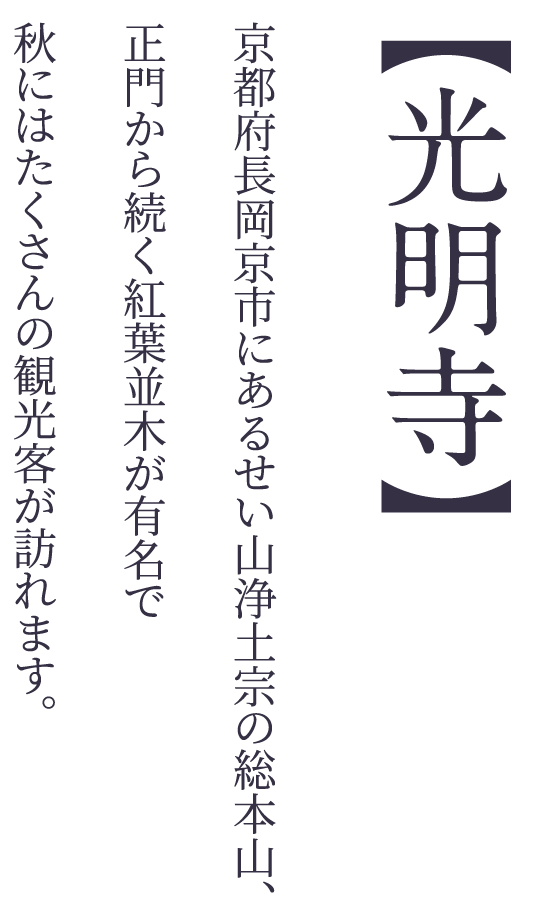 【光明寺】
京都府長岡京市にあるせい山浄土宗の総本山、
正門から続く紅葉並木が有名で
秋にはたくさんの観光客が訪れます。